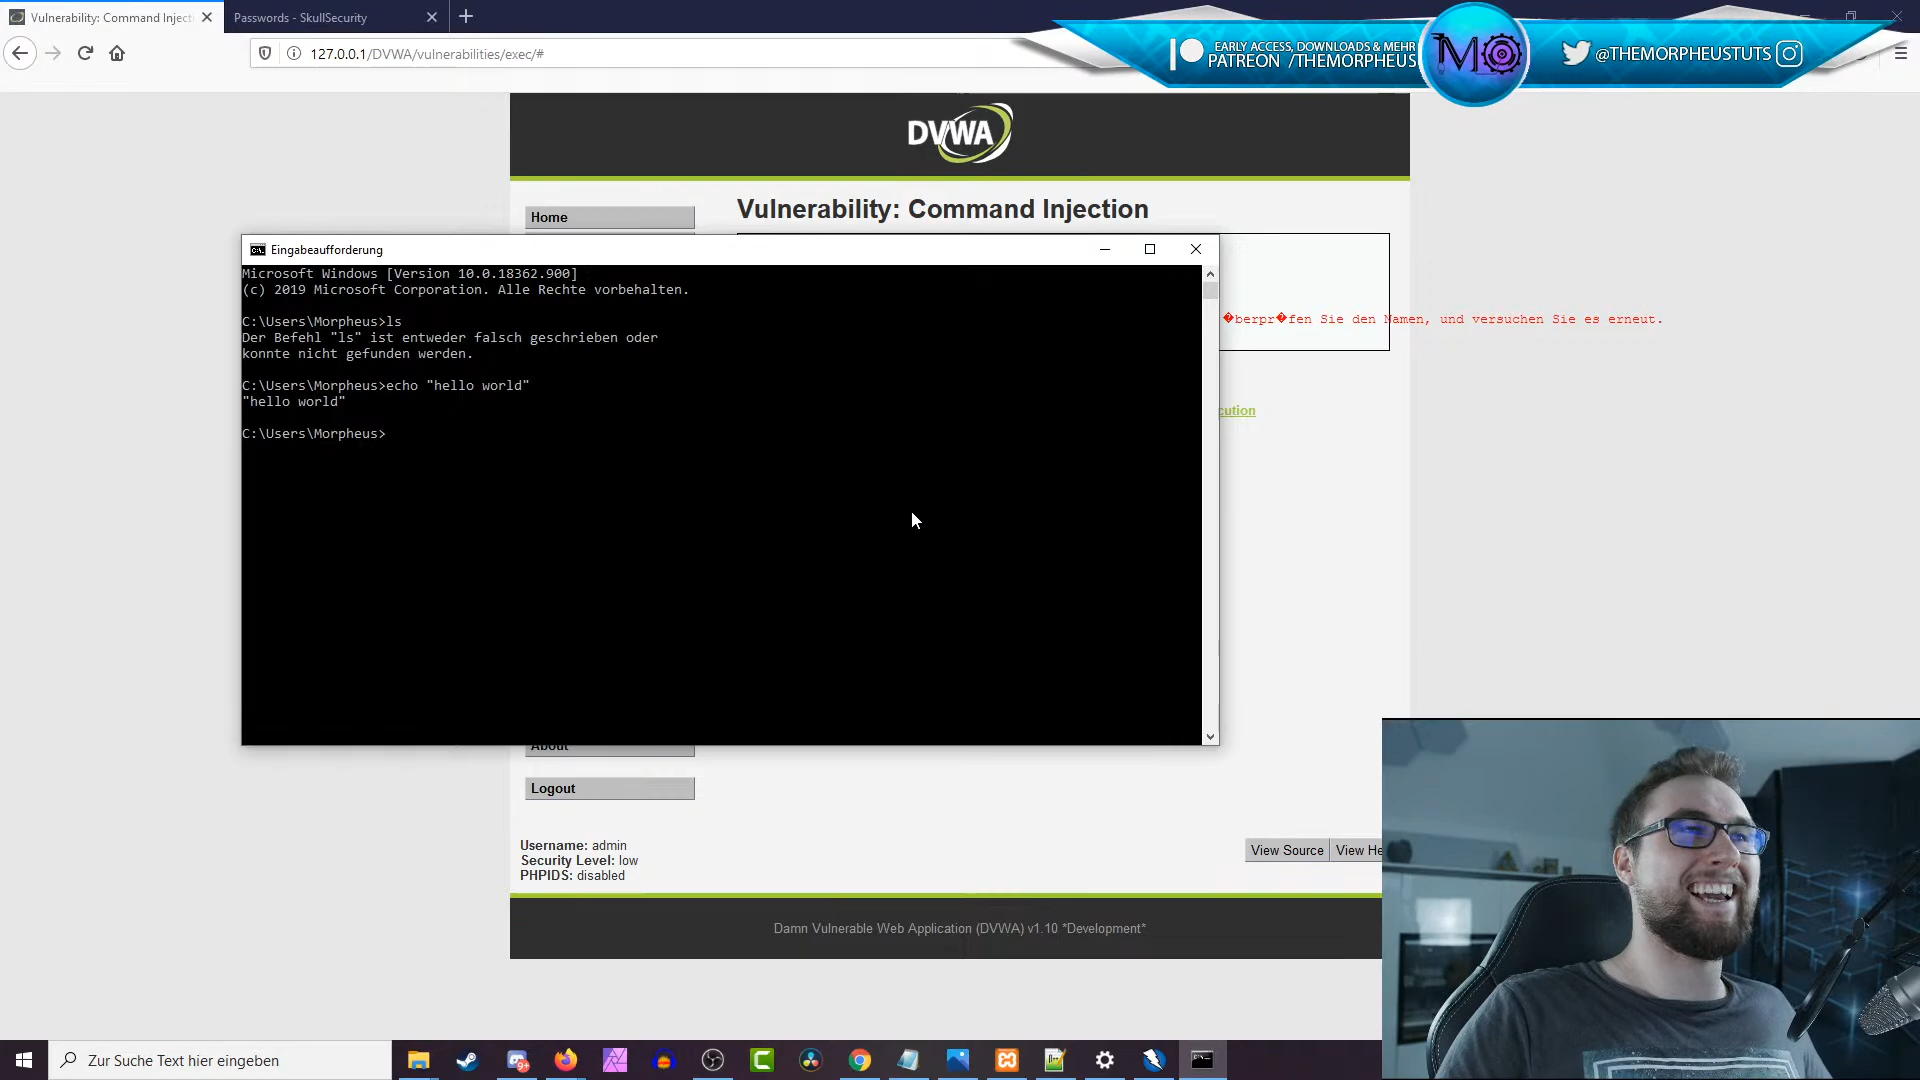 Vulnerability: Command Injecti
Passwords - SkullSecurity
127.0.0.1/DVWA/vulnerabilities/exec/#
EARLY ACCESS, DOWNLOADS & MEHR
PATREON /THEMORPHEUS
MO
@THEMORPHEUSTUTS
DVWA
Vulnerability: Command Injection
Home
Eingabeaufforderung
Microsoft Windows [Version 10.0.18362.900]
(c) 2019 Microsoft Corporation. Alle Rechte vorbehalten.
C:\Users\Morpheus>ls
Der Befehl "ls" ist entweder falsch geschrieben oder
konnte nicht gefunden werden.
C:\Users\Morpheus>echo "hello world"
"hello world"
C:\Users\Morpheus>
�berpr�fen Sie den Namen, und versuchen Sie es erneut.
cution
About
Logout
Username: admin
Security Level: low
PHPIDS: disabled
View Source
View He
Damn Vulnerable Web Application (DVWA) v1.10 *Development*
Zur Suche Text hier eingeben